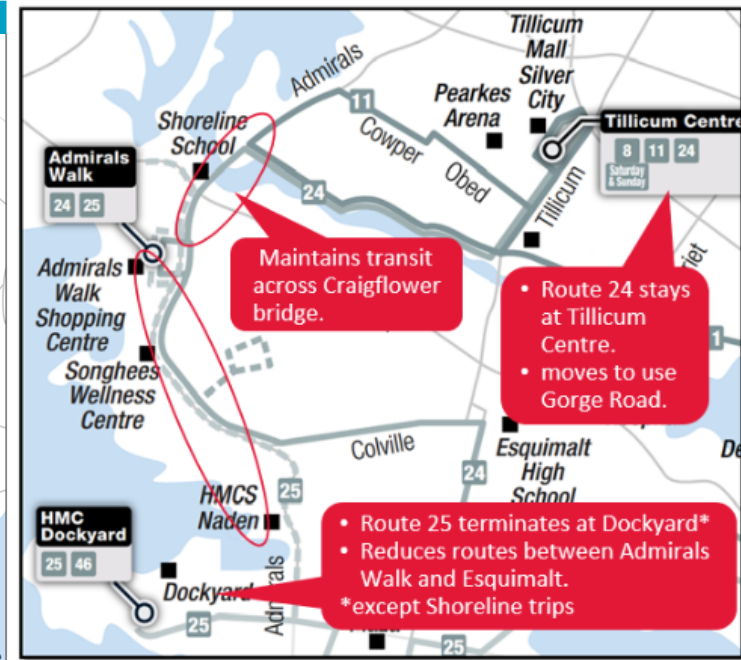 Tillicum
Mall
Silver
City
Admirals
11
Pearkes
Arena
Shoreline
School
Cowper
Obed
Tillicum Centre
8 11 24
Saturday
& Sunday
Admirals
Walk
24 25
24
Tillicum
Maintains transit
across Craigflower
bridge.
Admirals
Walk
Shopping
Centre
• Route 24 stays
at Tillicum
Centre.
• moves to use
Gorge Road.
riet
1
Songhees
Wellness
Centre
Colville
24
Esquimalt
High
School
De
25
HMCS
Naden
HMC
Dockyard
25 46
• Route 25 terminates at Dockyard*
• Reduces routes between Admirals
Walk and Esquimalt.
*except Shoreline trips
Dockyard
Admirals
25
25